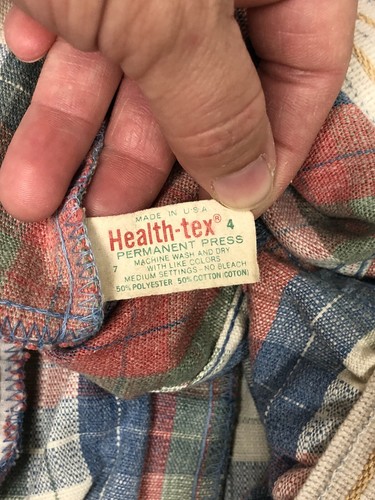 MADE IN U.S.A.
Health-tex® 4
PERMANENT PRESS
MACHINE WASH AND DRY
7 WITH LIKE COLORS
MEDIUM SETTINGS - NO BLEACH
50% POLYESTER 50% COTTON (COTON)